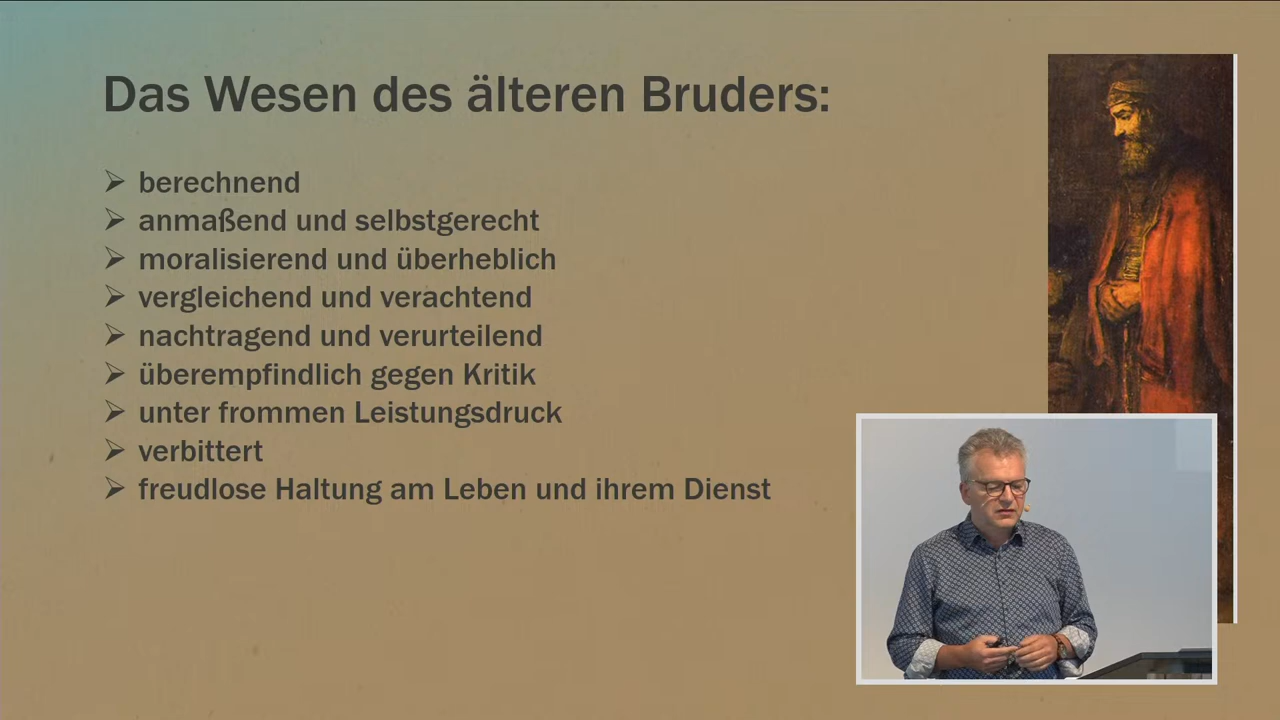 Das Wesen des älteren Bruders:
➢ berechnend
➢ anmaßend und selbstgerecht
➢ moralisierend und überheblich
➢ vergleichend und verachtend
➢ nachtragend und verurteilend
➢ überempfindlich gegen Kritik
➢ unter frommen Leistungsdruck
➢ verbittert
➢ freudlose Haltung am Leben und ihrem Dienst